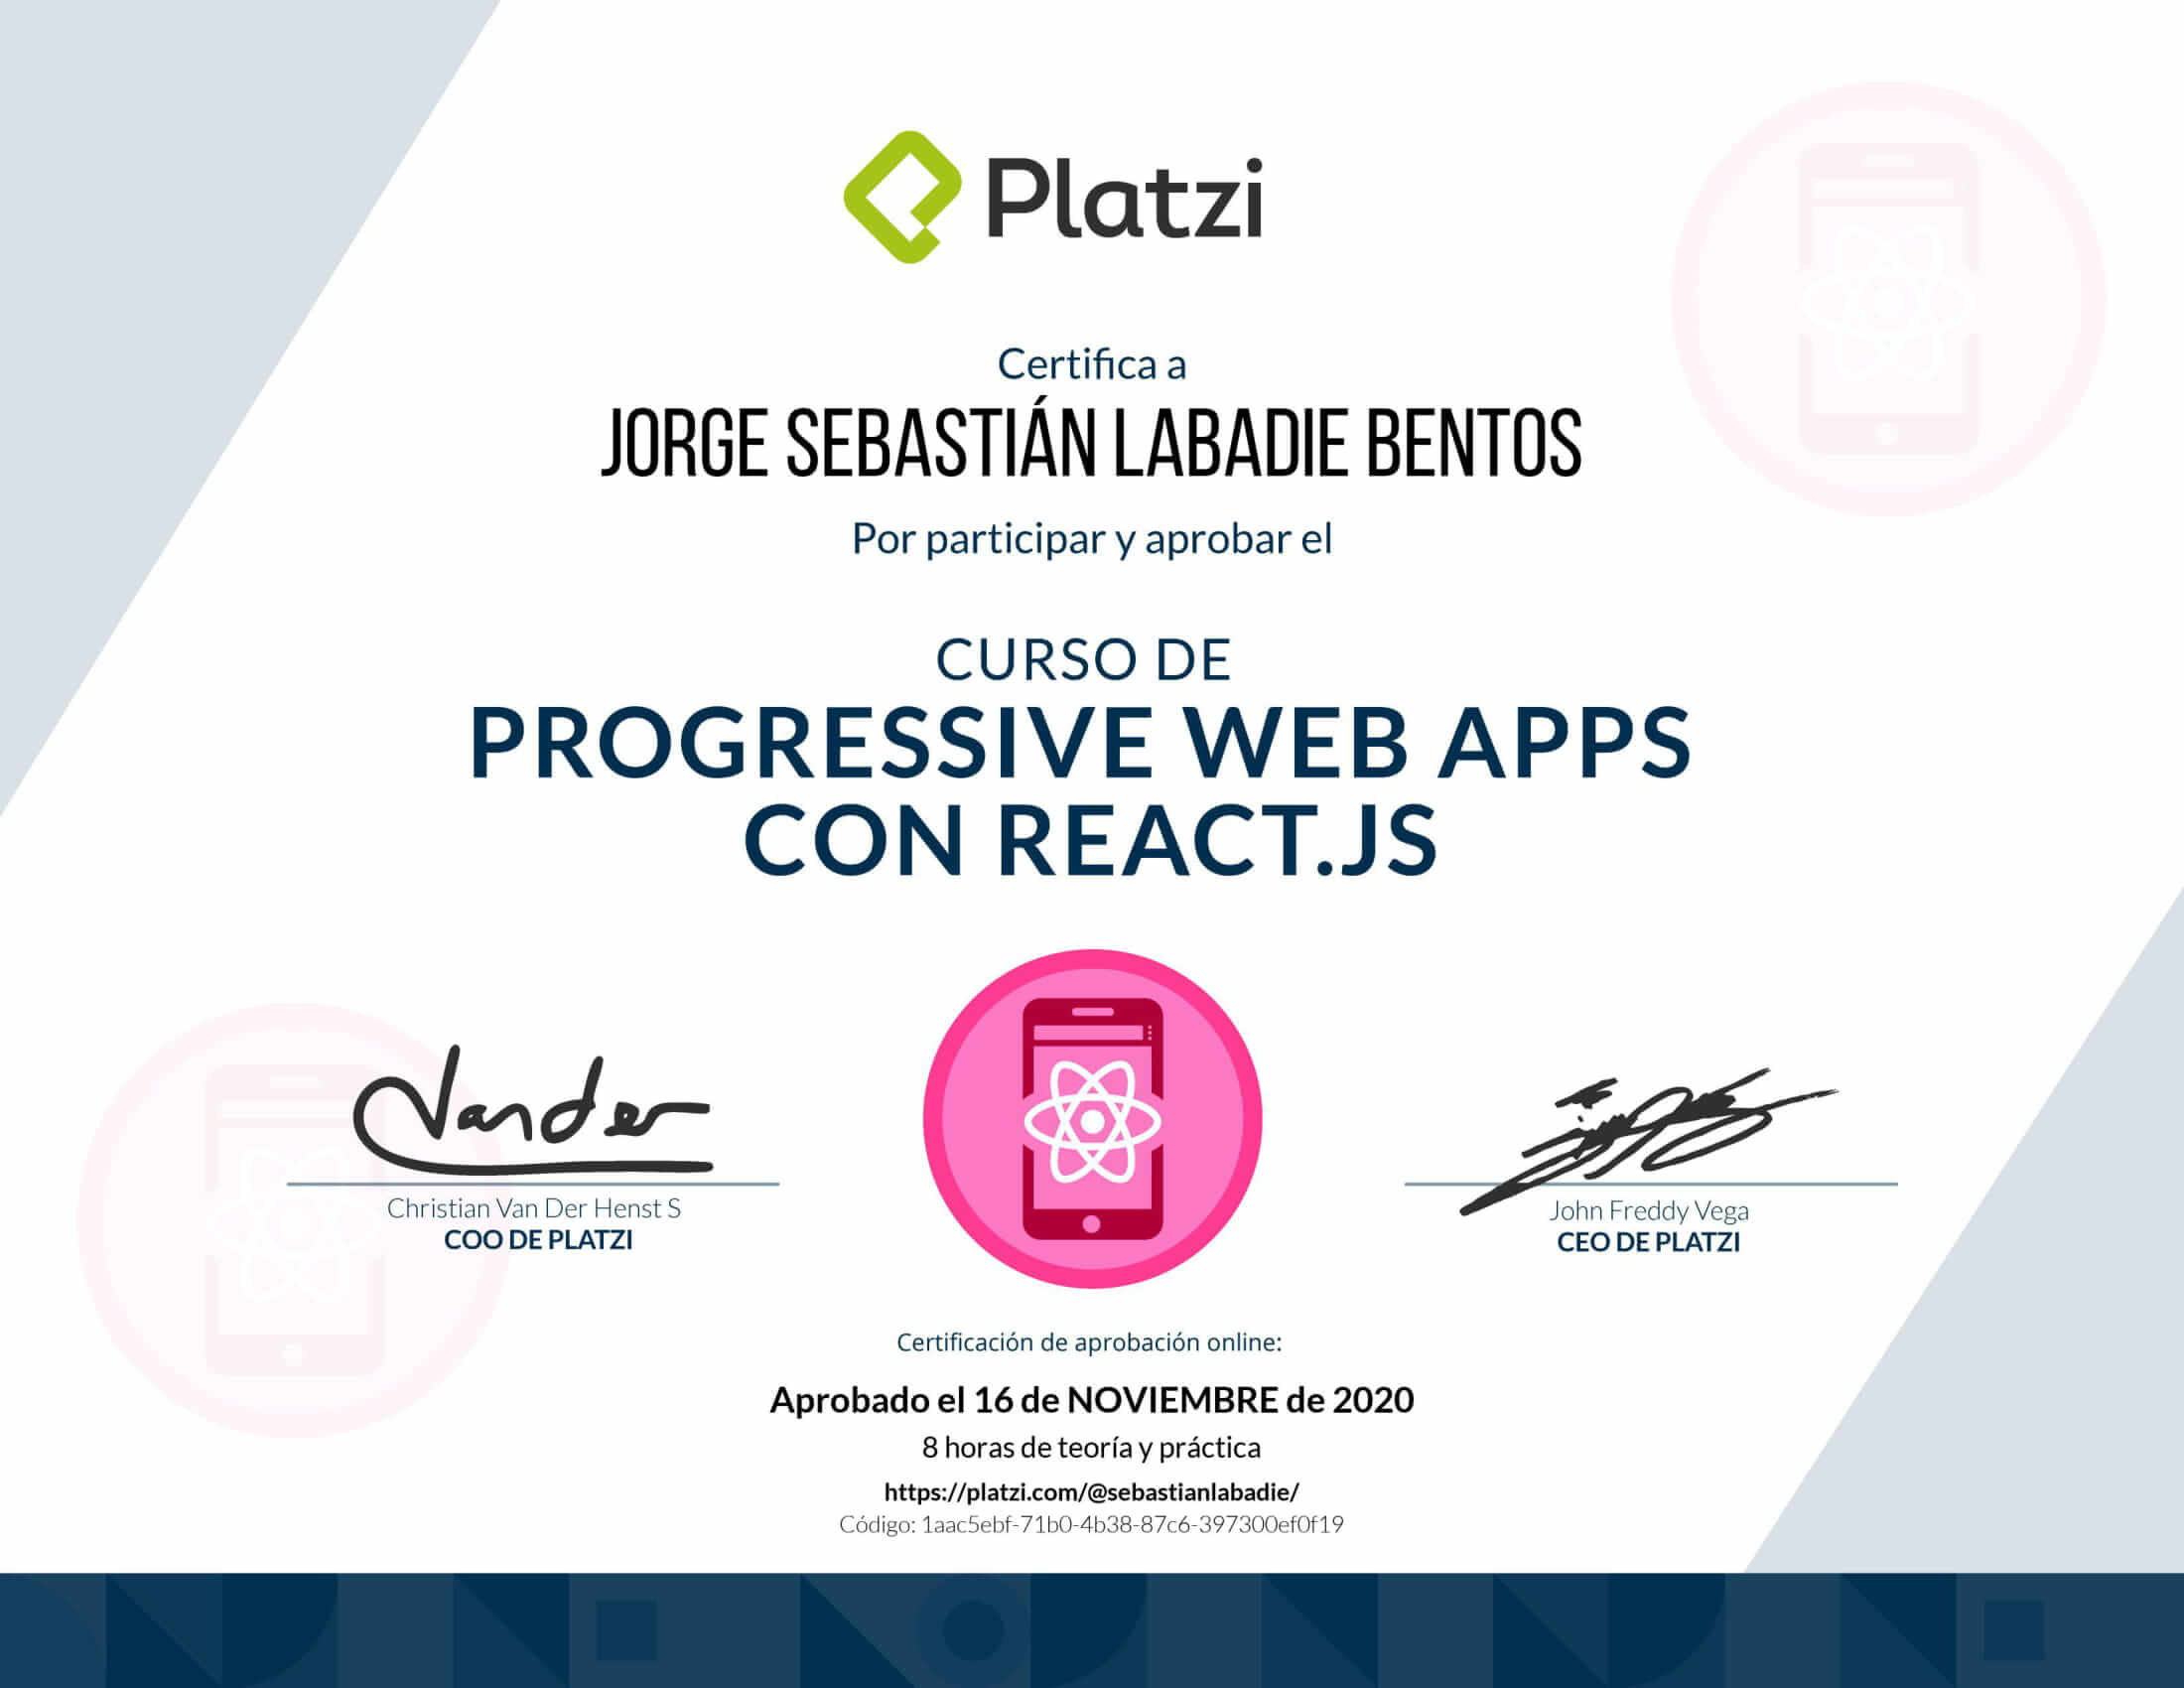 Platzi
Certifica a
JORGE SEBASTIÁN LABADIE BENTOS
Por participar y aprobar el
CURSO DE
PROGRESSIVE WEB APPS
CON REACT.JS
Vander
Christian Van Der Henst S
COO DE PLATZI
John Freddy Vega
CEO DE PLATZI
Certificación de aprobación online:
Aprobado el 16 de NOVIEMBRE de 2020
8 horas de teoría y práctica
https://platzi.com/@sebastianlabadie/
Código: 1aac5ebf-71b0-4b38-87c6-397300ef0f19